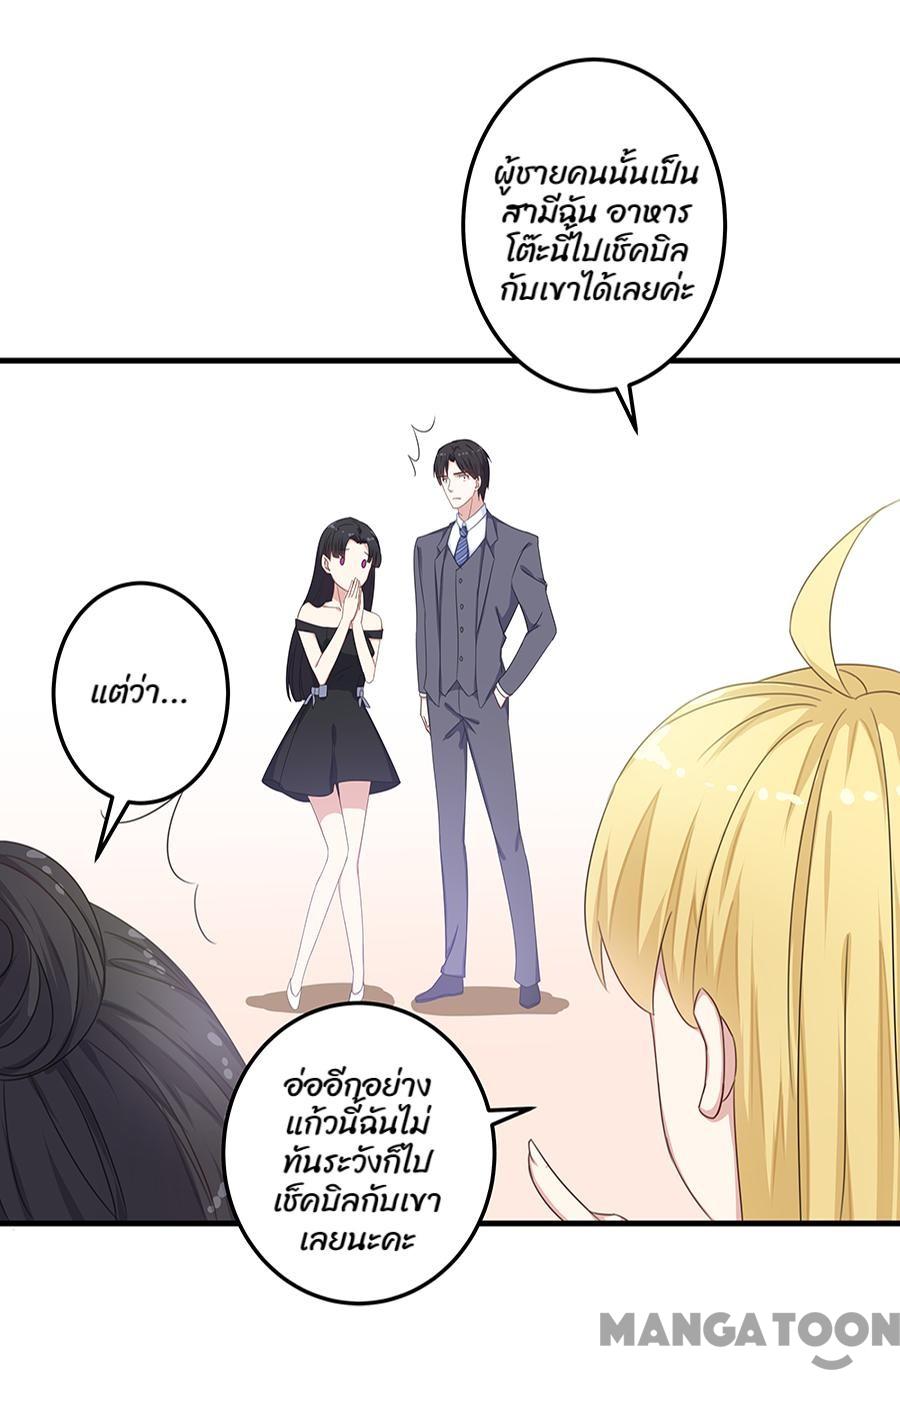 ผู้ชายคนนั้นเป็น
สามีฉัน อาหาร
โต๊ะนี้ไปเช็คบิล
กับเขาได้เลยค่ะ
แต่ว่า...
อ่ออีกอย่าง
แก้วนี้ฉันไม่
ทันระวังก็ไป
เช็คบิลกับเขา
เลยนะคะ
MANGATOON